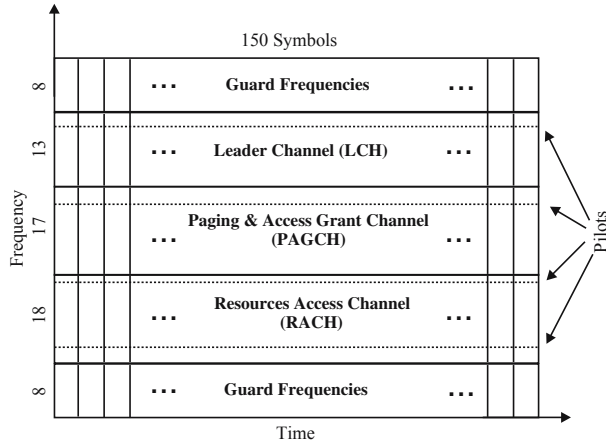 150 Symbols
8
... Guard Frequencies ...
13
... Leader Channel (LCH) ...
17
Paging & Access Grant Channel
... (PAGCH) ...
18
Resources Access Channel
... (RACH) ...
8
... Guard Frequencies ...
Frequency
Pilots
Time